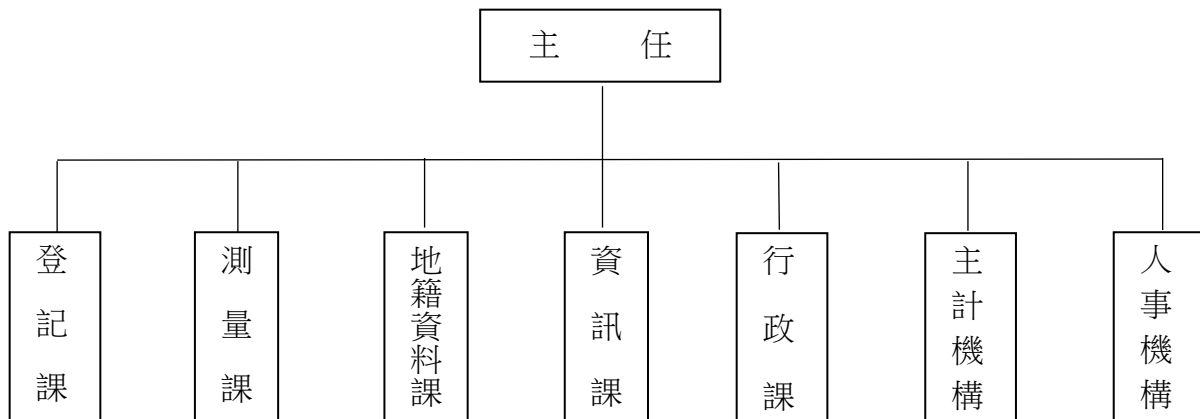 主任
登記課
測量課
地籍資料課
資訊課
行政課
主計機構
人事機構